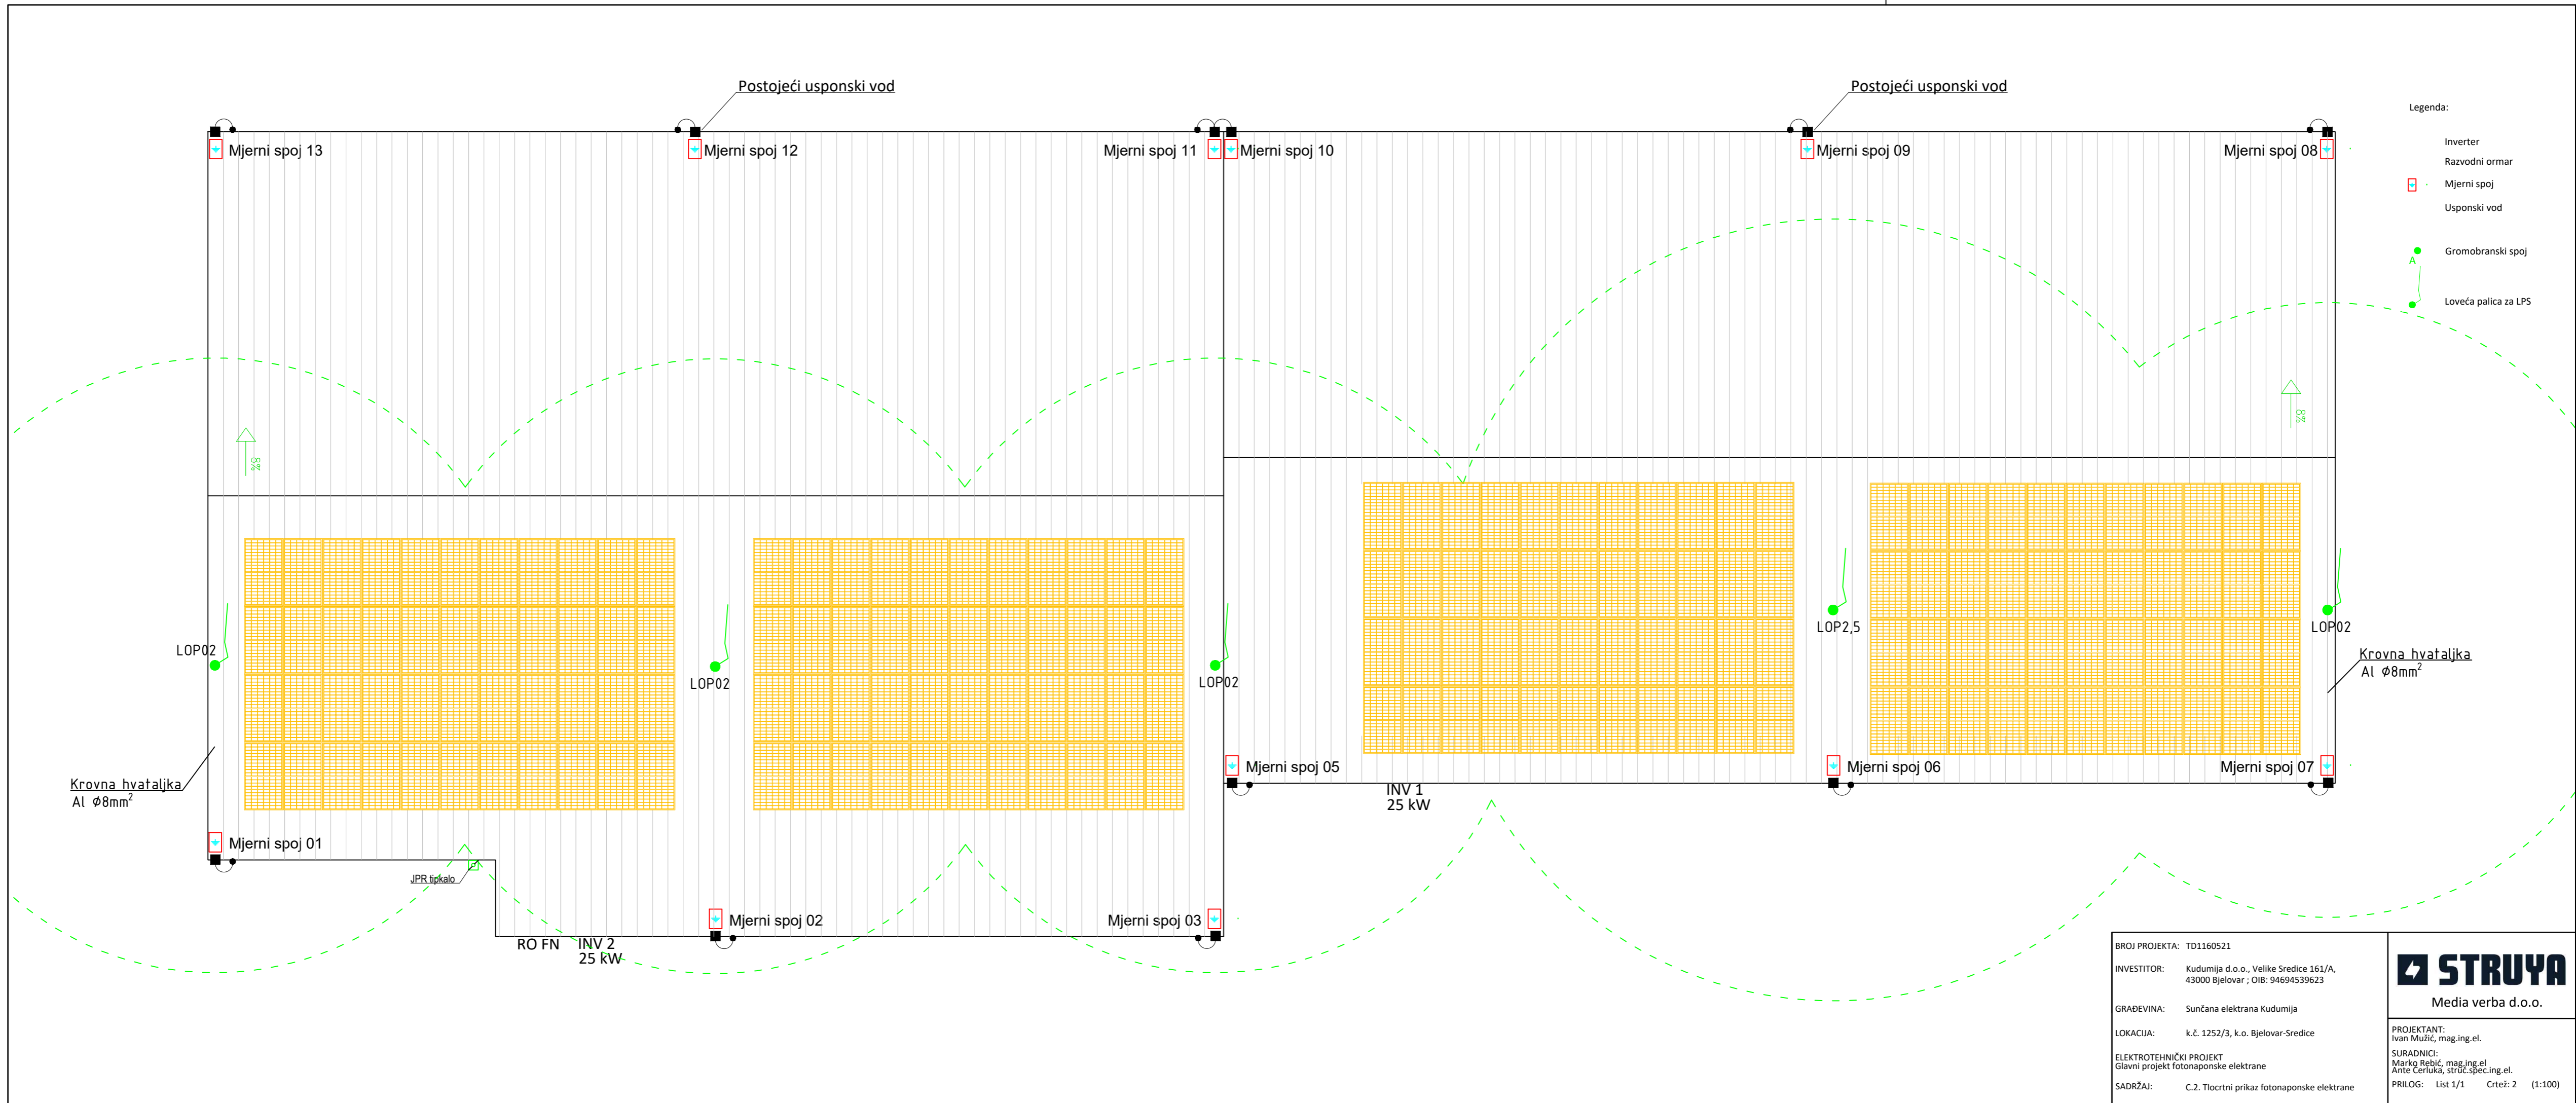 Postojeći usponski vod
Postojeći usponski vod
Legenda:
Inverter
Razvodni ormar
Mjerni spoj
Usponski vod
Gromobranski spoj
A
Loveća palica za LPS
Mjerni spoj 13
Mjerni spoj 12
Mjerni spoj 11
Mjerni spoj 10
Mjerni spoj 09
Mjerni spoj 08
8%
8%
LOP02
LOP02
LOP02
LOP2,5
LOP02
Krovna hvataljka
Al ϕ8mm²
Krovna hvataljka
Al ϕ8mm²
Mjerni spoj 05
Mjerni spoj 06
Mjerni spoj 07
INV 1
25 kW
Mjerni spoj 01
JPR tipkalo
Mjerni spoj 02
Mjerni spoj 03
RO FN
INV 2
25 kW
BROJ PROJEKTA: TD1160521
INVESTITOR: Kudumija d.o.o., Velike Sredice 161/A,
43000 Bjelovar ; OIB: 94694539623
GRAĐEVINA: Sunčana elektrana Kudumija
LOKACIJA: k.č. 1252/3, k.o. Bjelovar-Sredice
ELEKTROTEHNIČKI PROJEKT
Glavni projekt fotonaponske elektrane
SADRŽAJ: C.2. Tlocrtni prikaz fotonaponske elektrane
STRUYA
Media verba d.o.o.
PROJEKTANT:
Ivan Mužić, mag.ing.el.
SURADNICI:
Marko Rebić, mag.ing.el
Ante Čerluka, struč.spec.ing.el.
PRILOG: List 1/1 Crtež: 2 (1:100)